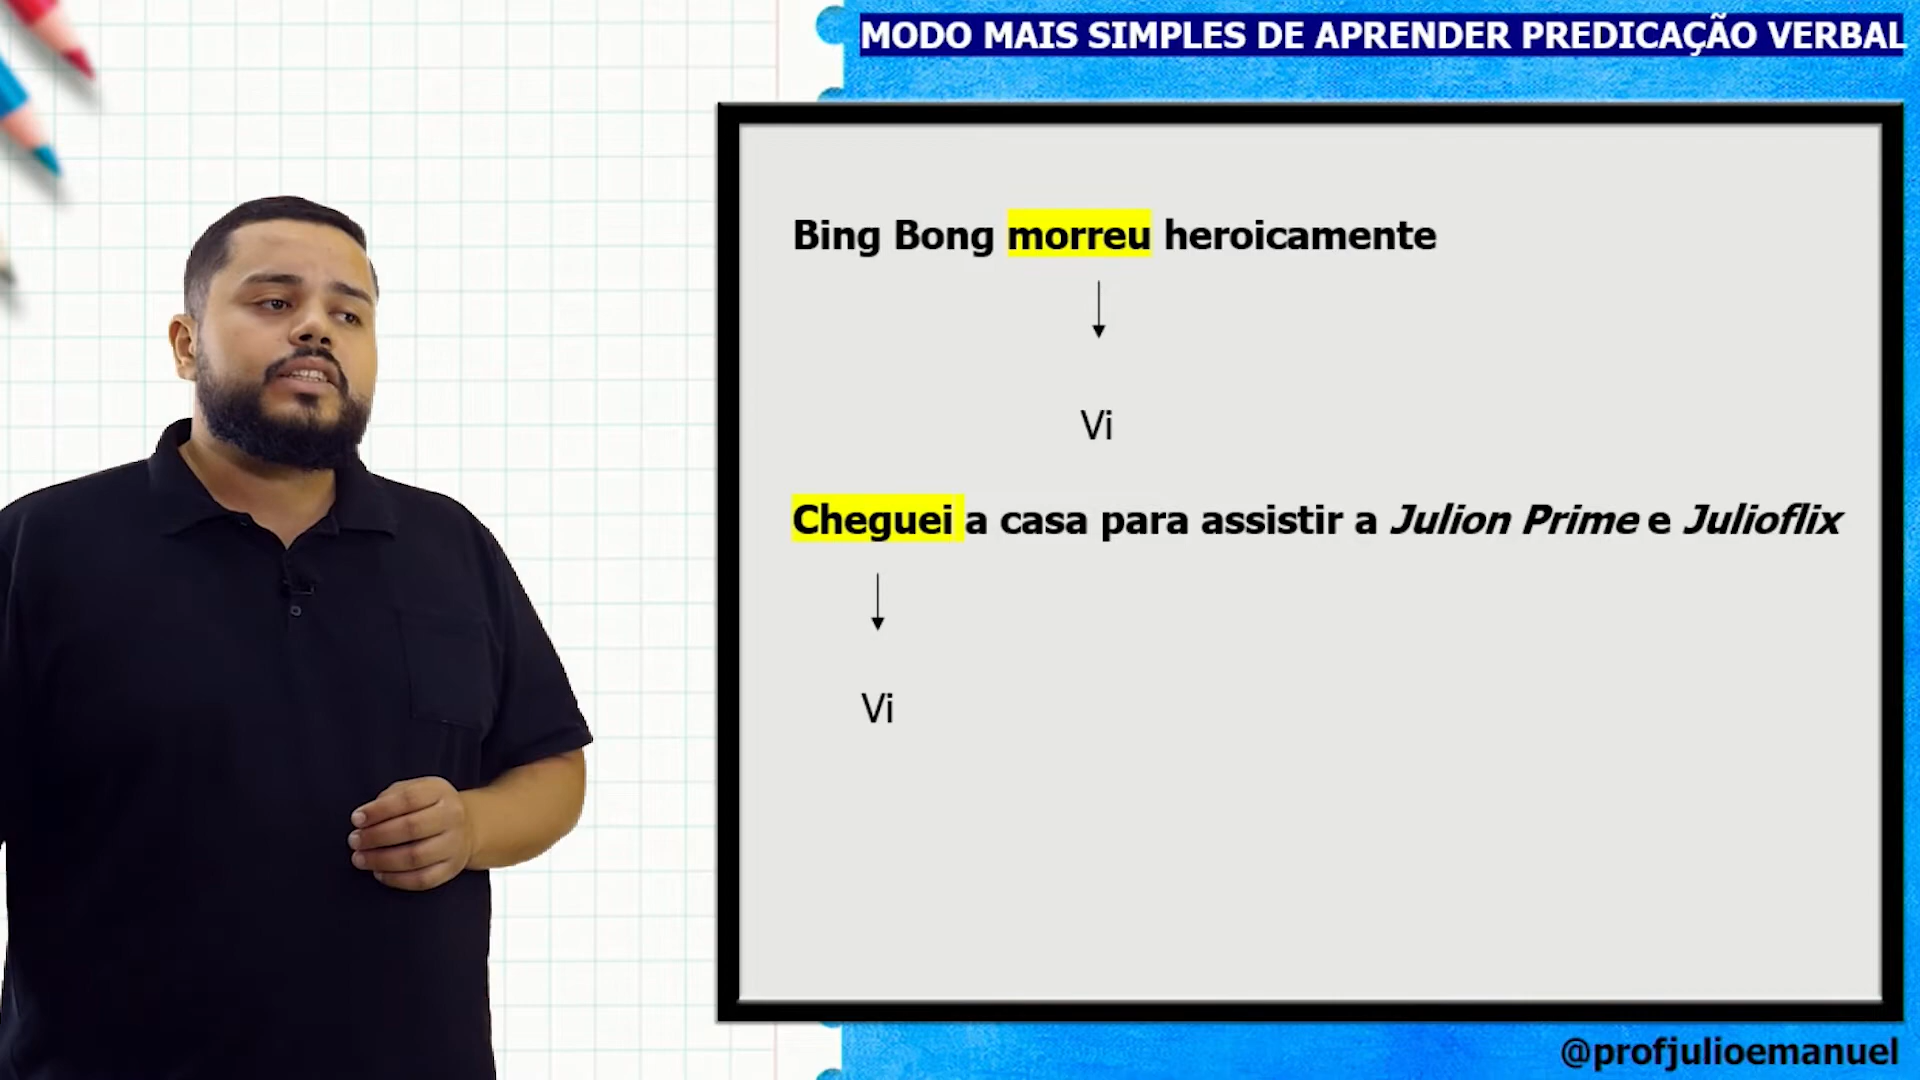 MODO MAIS SIMPLES DE APRENDER PREDICAÇÃO VERBAL
Bing Bong morreu heroicamente
Vi
Cheguei a casa para assistir a Julion Prime e Julioflix
Vi
@profjulioemanuel